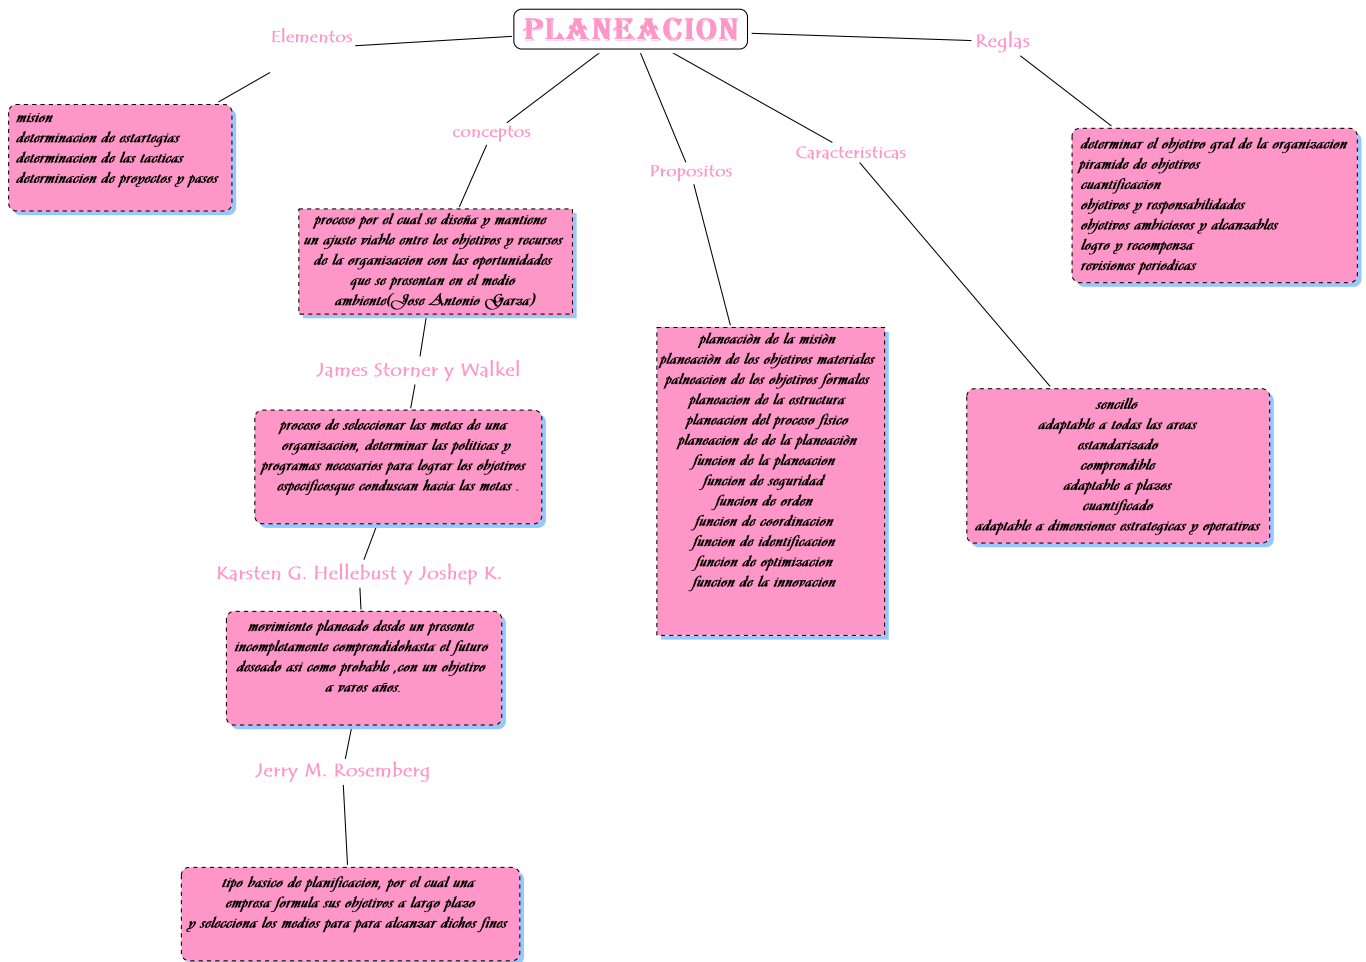 PLANEACION
Elementos
mision
determinacion de estartegias
determinacion de las tacticas
determinacion de proyectos y pasos
conceptos
proceso por el cual se diseña y mantiene
un ajuste viable entre los objetivos y recursos
de la organizacion con las oportunidades
que se presentan en el medio
ambiente(Jose Antonio Garza)
James Storner y Walkel
proceso de seleccionar las metas de una
organizacion, determinar las politicas y
programas necesarios para lograr los objetivos
especificosque conduscan hacia las metas .
Karsten G. Hellebust y Joshep K.
movimiento planeado desde un presente
incompletamente comprendidohasta el futuro
deseado asi como probable ,con un objetivo
a varos años.
Jerry M. Rosemberg
tipo basico de planificacion, por el cual una
empresa formula sus objetivos a largo plazo
y selecciona los medios para para alcanzar dichos fines
Propositos
planeaciòn de la misiòn
planeaciòn de los objetivos materiales
palneacion de los objetivos formales
planeacion de la estructura
planeacion del proceso fisico
planeacion de de la planeaciòn
funcion de la planeacion
funcion de seguridad
funcion de orden
funcion de coordinacion
funcion de identificacion
funcion de optimizacion
funcion de la innovacion
Caracteristicas
sencillo
adaptable a todas las areas
estandarizado
comprendible
adaptable a plazos
cuantificado
adaptable a dimensiones estrategicas y operativas
Reglas
determinar el objetivo gral de la organizacion
piramide de objetivos
cuantificacion
objetivos y responsabilidades
objetivos ambiciosos y alcanzables
logro y recompenza
revisiones periodicas